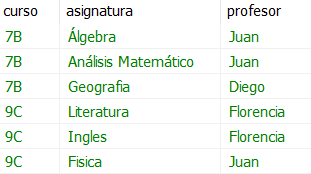 curso asignatura profesor
7B Álgebra Juan
7B Análisis Matemático Juan
7B Geografia Diego
9C Literatura Florencia
9C Ingles Florencia
9C Fisica Juan